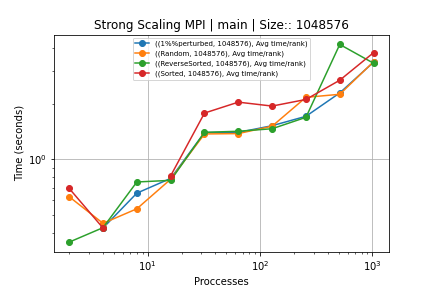 Strong Scaling MPI | main | Size:: 1048576
((1%%perturbed, 1048576), Avg time/rank)
((Random, 1048576), Avg time/rank)
((ReverseSorted, 1048576), Avg time/rank)
((Sorted, 1048576), Avg time/rank)
Time (seconds)
10⁰
10¹ 10² 10³
Proccesses